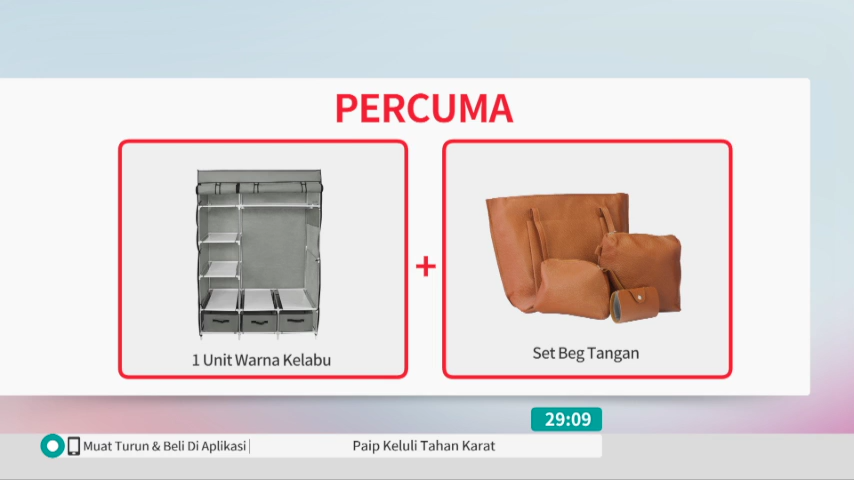 PERCUMA
+
1 Unit Warna Kelabu
Set Beg Tangan
29:09
Muat Turun & Beli Di Aplikasi
Paip Keluli Tahan Karat